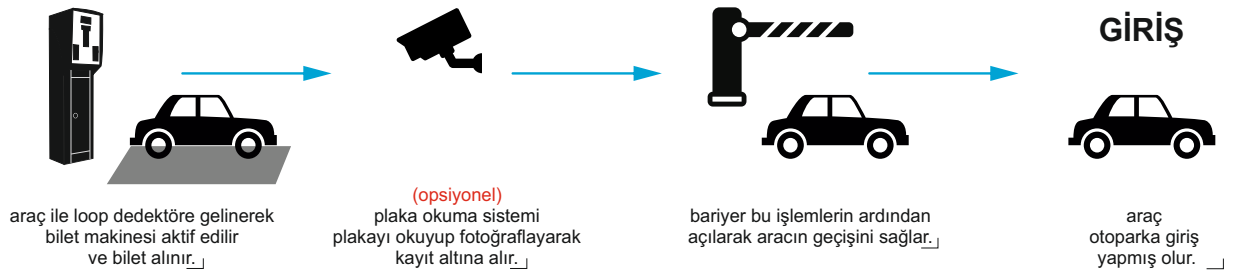 GİRİŞ
araç ile loop dedektöre gelinerek
bilet makinesi aktif edilir
ve bilet alınır.
(opsiyonel)
plaka okuma sistemi
plakayı okuyup fotoğraflayarak
kayıt altına alır.
bariyer bu işlemlerin ardından
açılarak aracın geçişini sağlar.
araç
otoparka giriş
yapmış olur.